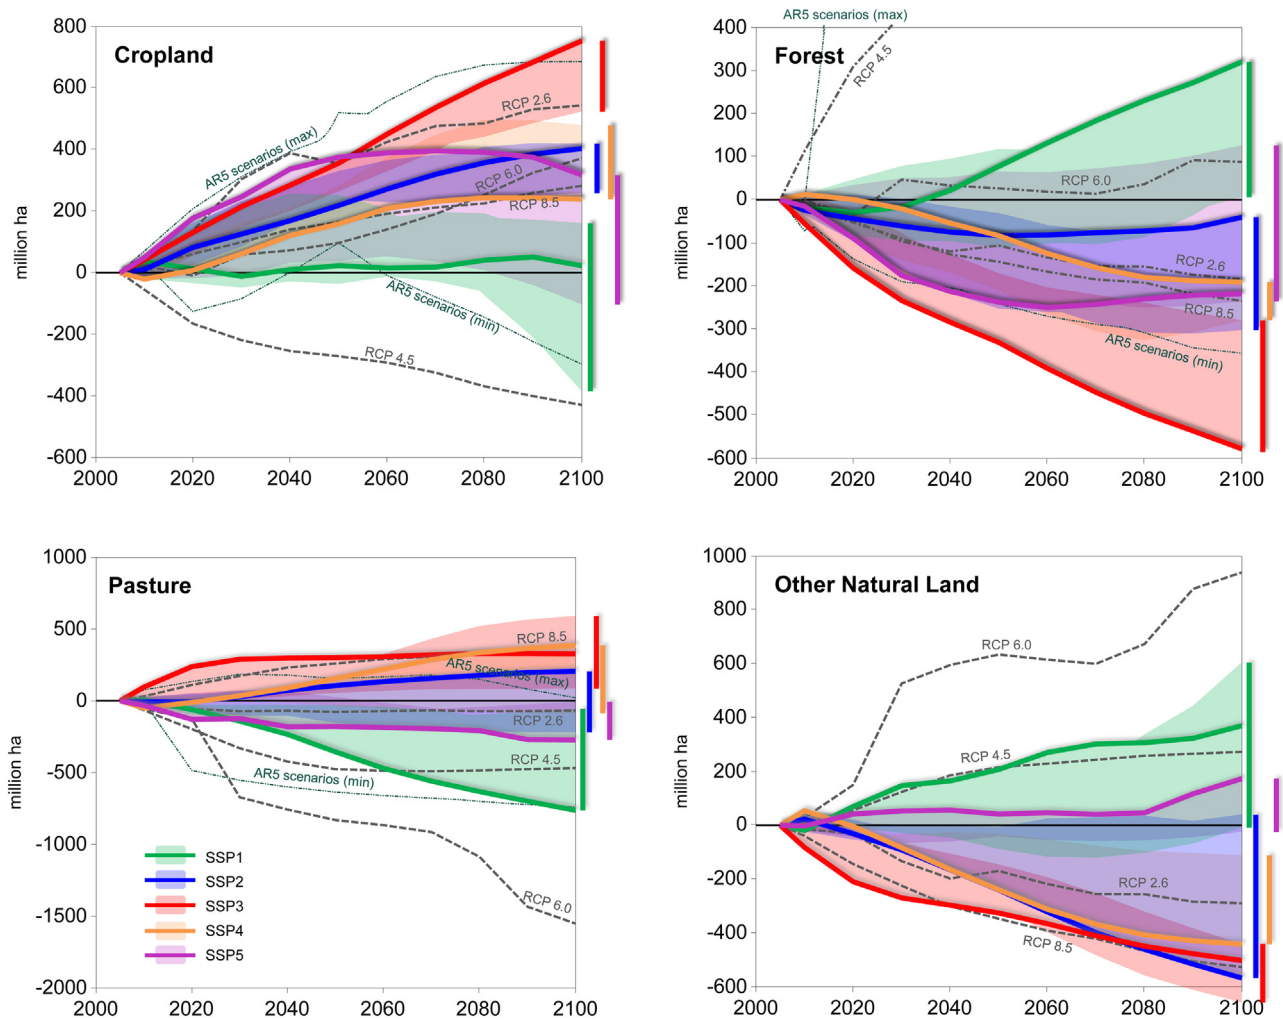 Cropland
million ha
800
600
400
200
0
-200
-400
-600
2000
2020
2040
2060
2080
2100
AR5 scenarios (max)
RCP 2.6
RCP 6.0
RCP 8.5
AR5 scenarios (min)
RCP 4.5
Forest
million ha
400
300
200
100
0
-100
-200
-300
-400
-500
-600
2000
2020
2040
2060
2080
2100
AR5 scenarios (max)
RCP 4.5
RCP 6.0
RCP 2.6
RCP 8.5
AR5 scenarios (min)
Pasture
million ha
1000
500
0
-500
-1000
-1500
-2000
2000
2020
2040
2060
2080
2100
RCP 8.5
AR5 scenarios (max)
RCP 2.6
RCP 4.5
AR5 scenarios (min)
RCP 6.0
SSP1
SSP2
SSP3
SSP4
SSP5
Other Natural Land
million ha
1000
800
600
400
200
0
-200
-400
-600
2000
2020
2040
2060
2080
2100
RCP 6.0
RCP 4.5
RCP 2.6
RCP 8.5